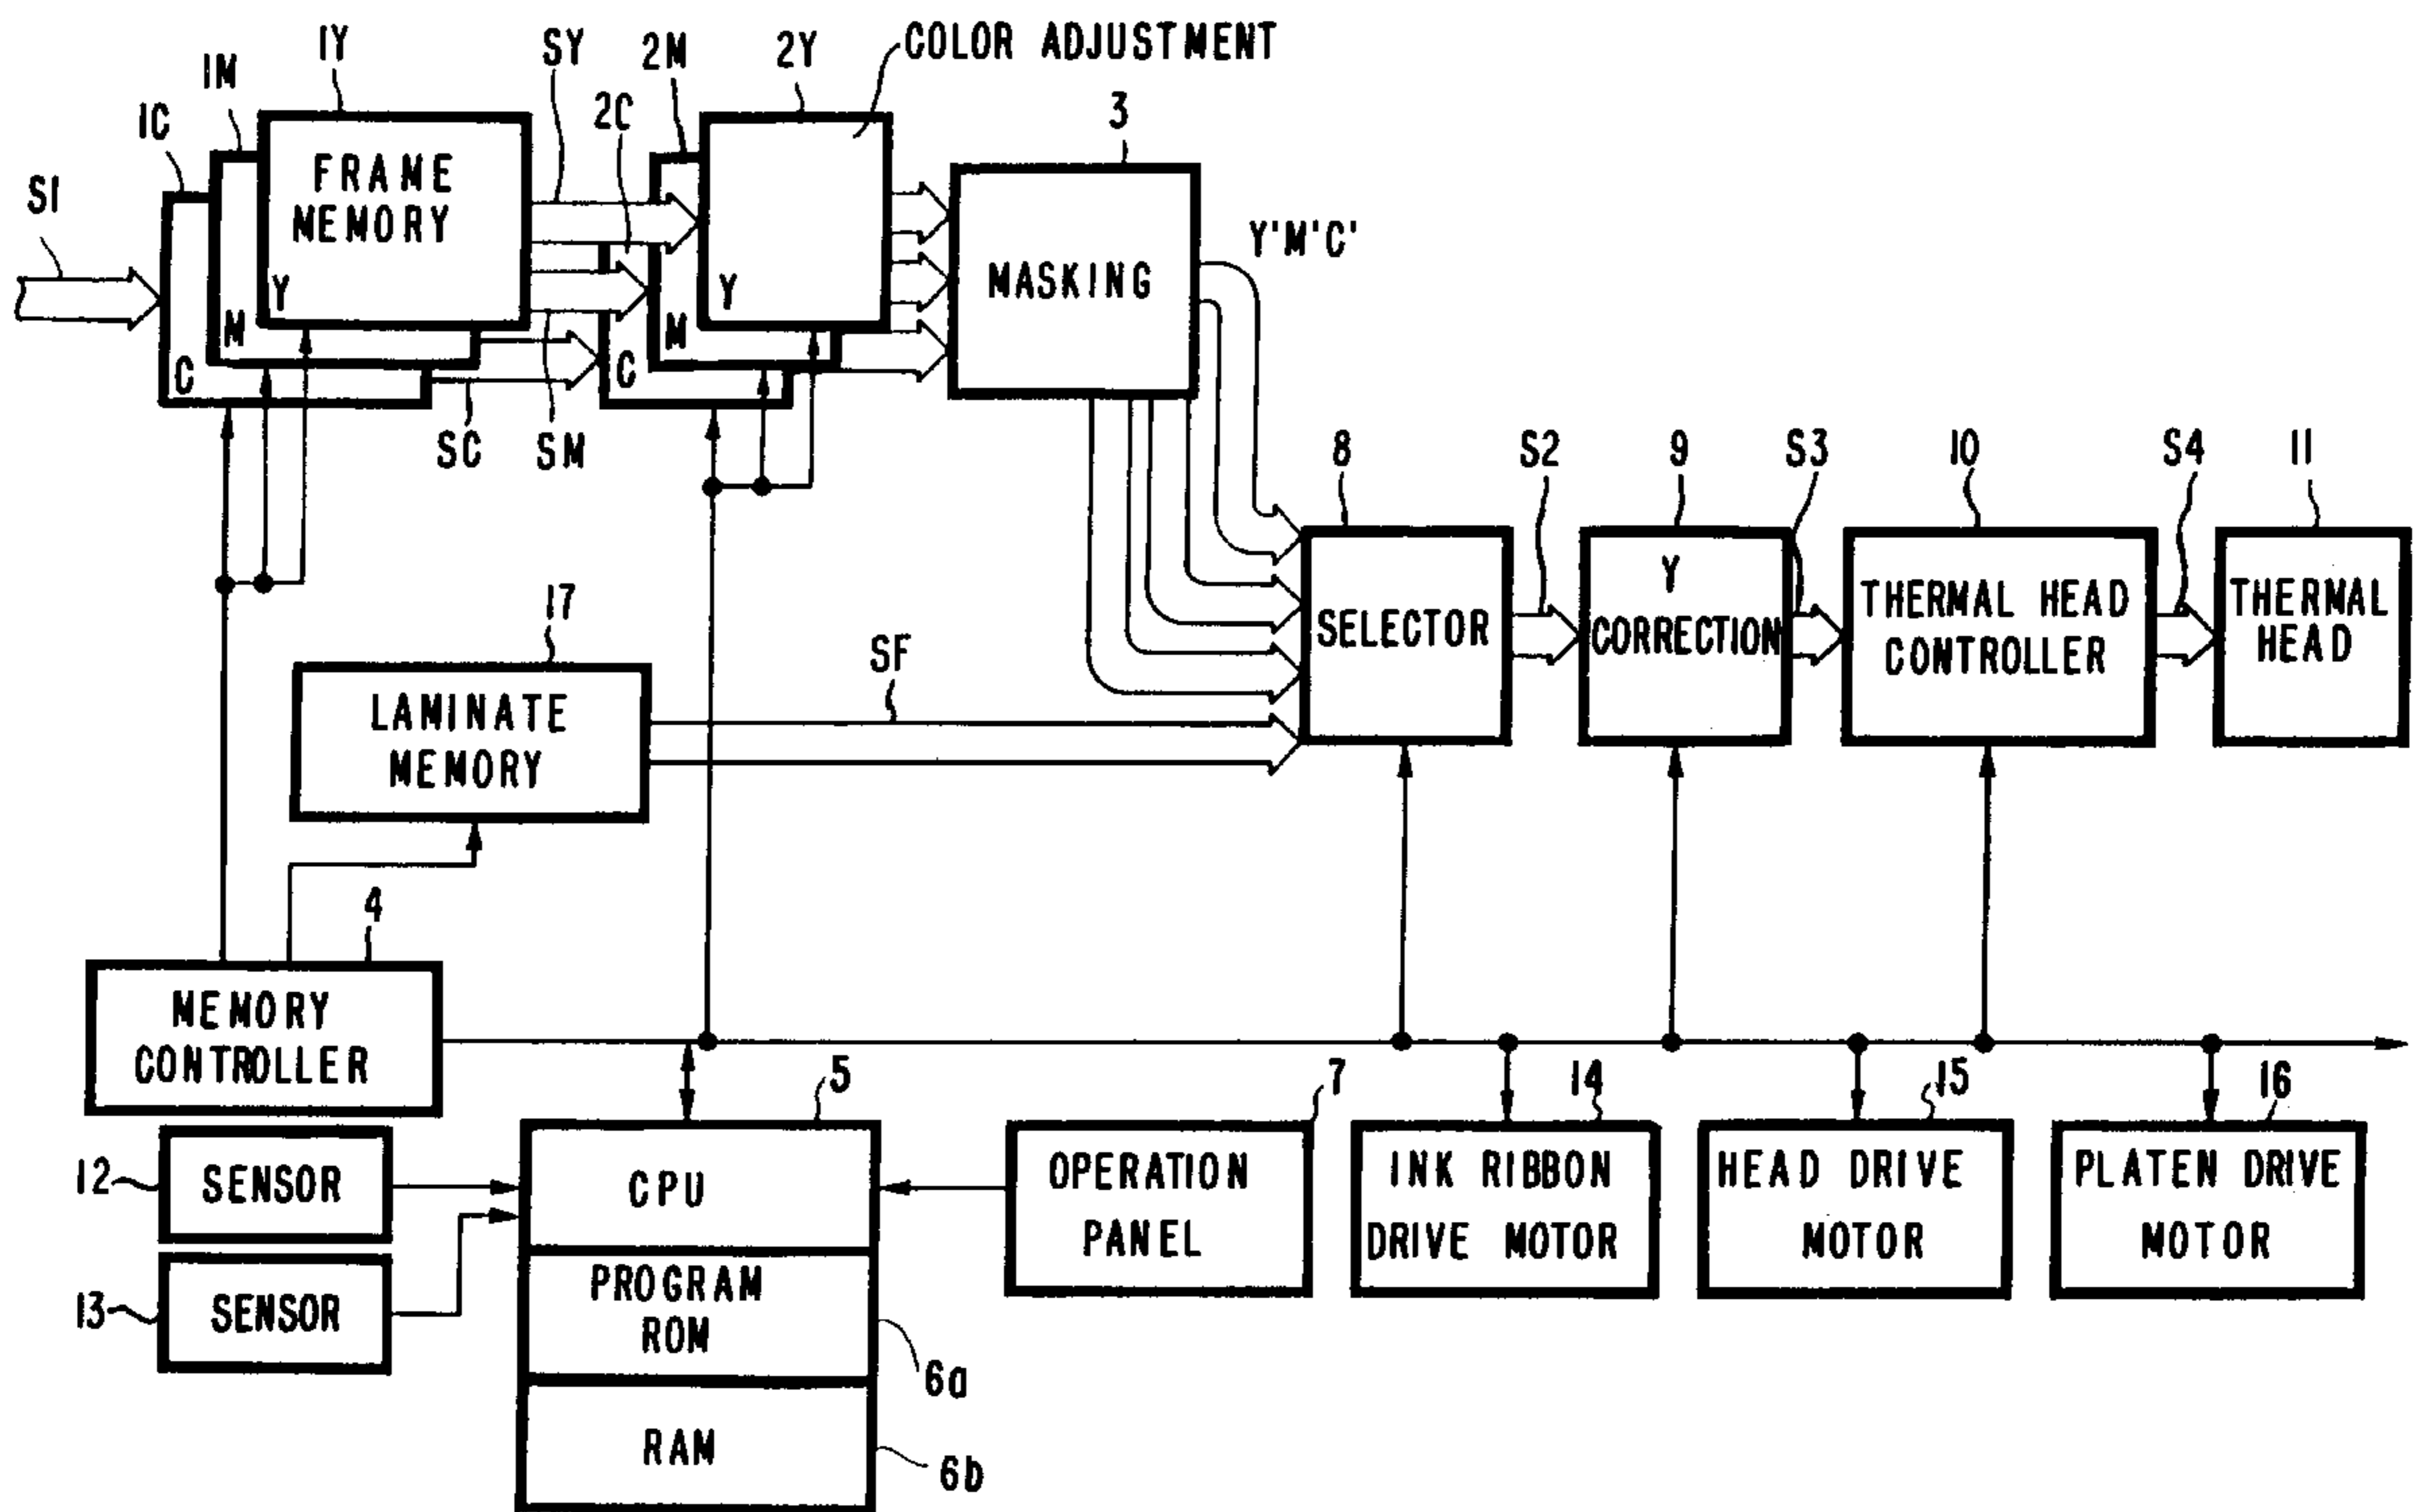 1Y
SY
2M
2Y
COLOR ADJUSTMENT
1M
1C
2C
3
S1
FRAME
MEMORY
Y
M
C
Y
M
C
MASKING
Y'M'C'
SC
SM
8
S2
9
S3
10
S4
11
SELECTOR
γ
CORRECTION
THERMAL HEAD
CONTROLLER
THERMAL
HEAD
17
LAMINATE
MEMORY
SF
4
MEMORY
CONTROLLER
5
7
14
15
16
12
SENSOR
CPU
OPERATION
PANEL
INK RIBBON
DRIVE MOTOR
HEAD DRIVE
MOTOR
PLATEN DRIVE
MOTOR
13
SENSOR
PROGRAM
ROM
6a
RAM
6b